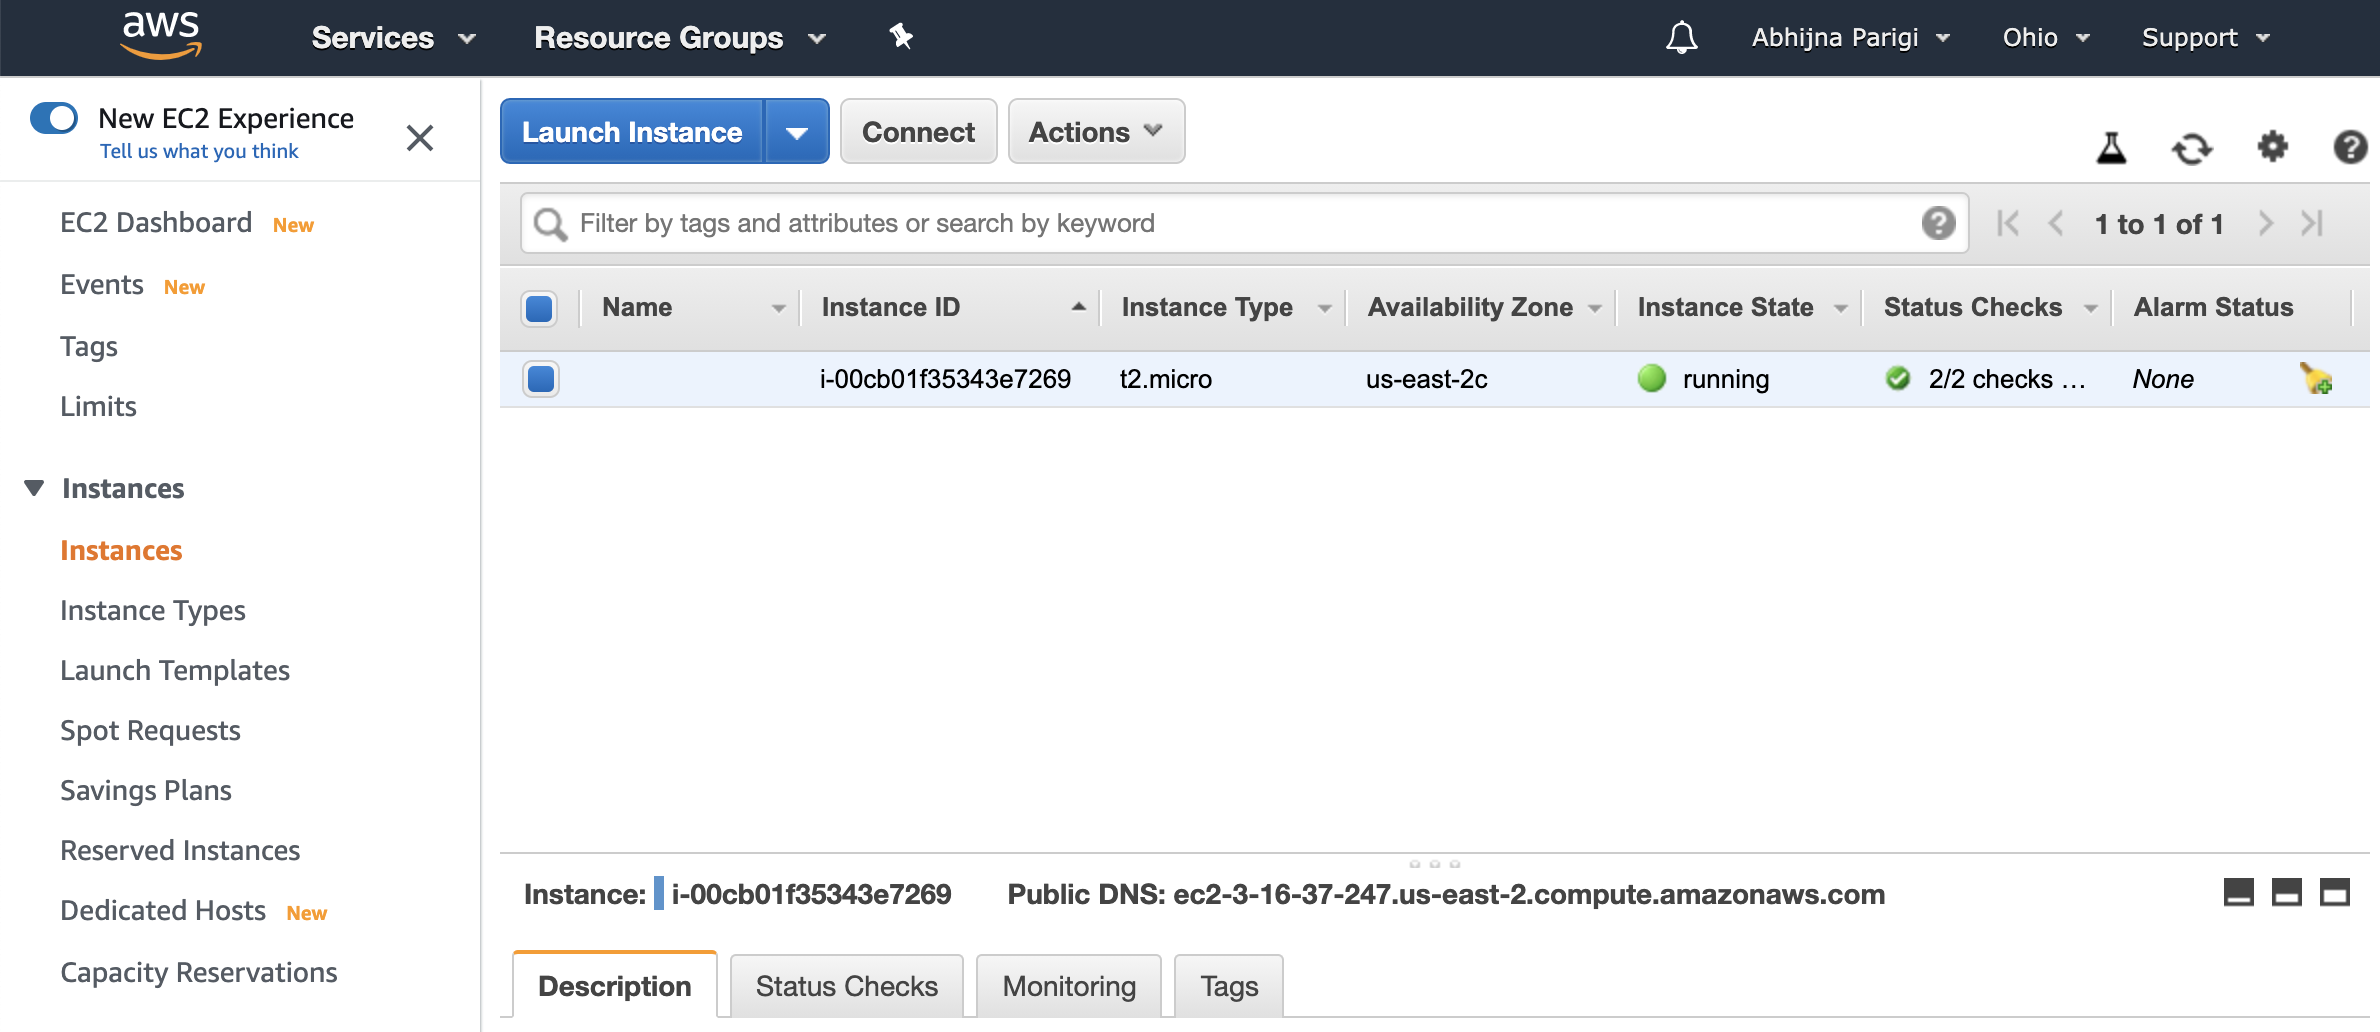 aws Services Resource Groups Abhijna Parigi Ohio Support
New EC2 Experience
Tell us what you think
EC2 Dashboard New
Events New
Tags
Limits
Instances
Instances
Instance Types
Launch Templates
Spot Requests
Savings Plans
Reserved Instances
Dedicated Hosts New
Capacity Reservations
Launch Instance Connect Actions
Filter by tags and attributes or search by keyword ? 1 to 1 of 1
Name Instance ID Instance Type Availability Zone Instance State Status Checks Alarm Status
i-00cb01f35343e7269 t2.micro us-east-2c running 2/2 checks … None
Instance: i-00cb01f35343e7269 Public DNS: ec2-3-16-37-247.us-east-2.compute.amazonaws.com
Description Status Checks Monitoring Tags